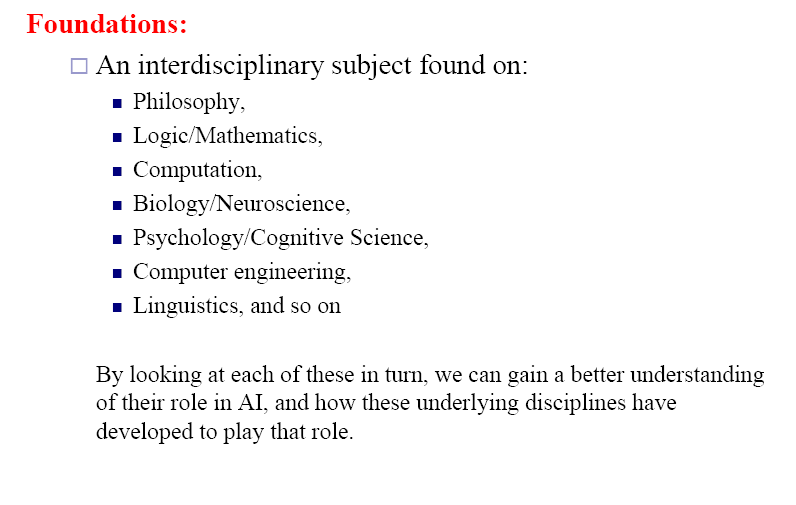 Foundations:
An interdisciplinary subject found on:
Philosophy,
Logic/Mathematics,
Computation,
Biology/Neuroscience,
Psychology/Cognitive Science,
Computer engineering,
Linguistics, and so on
By looking at each of these in turn, we can gain a better understanding
of their role in AI, and how these underlying disciplines have
developed to play that role.